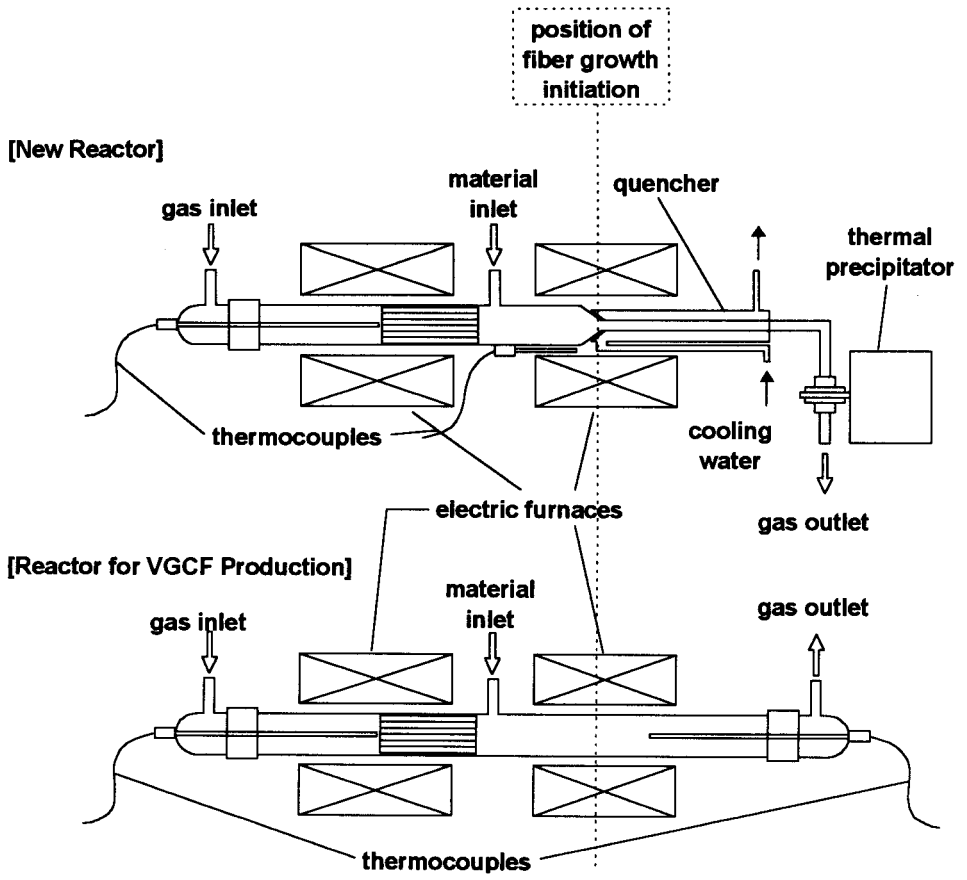 position of
fiber growth
initiation
[New Reactor]
gas inlet
material
inlet
quencher
thermal
precipitator
thermocouples
cooling
water
gas outlet
electric furnaces
[Reactor for VGCF Production]
gas inlet
material
inlet
gas outlet
thermocouples